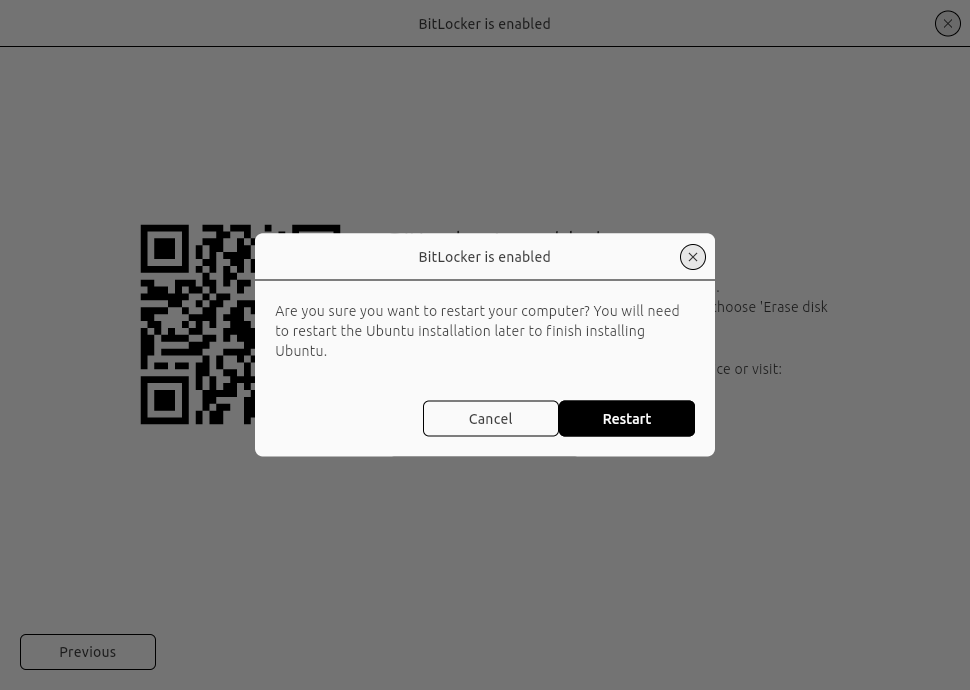 BitLocker is enabled
BitLocker is enabled
Are you sure you want to restart your computer? You will need
to restart the Ubuntu installation later to finish installing
Ubuntu.
choose 'Erase disk
or visit:
Cancel
Restart
Previous